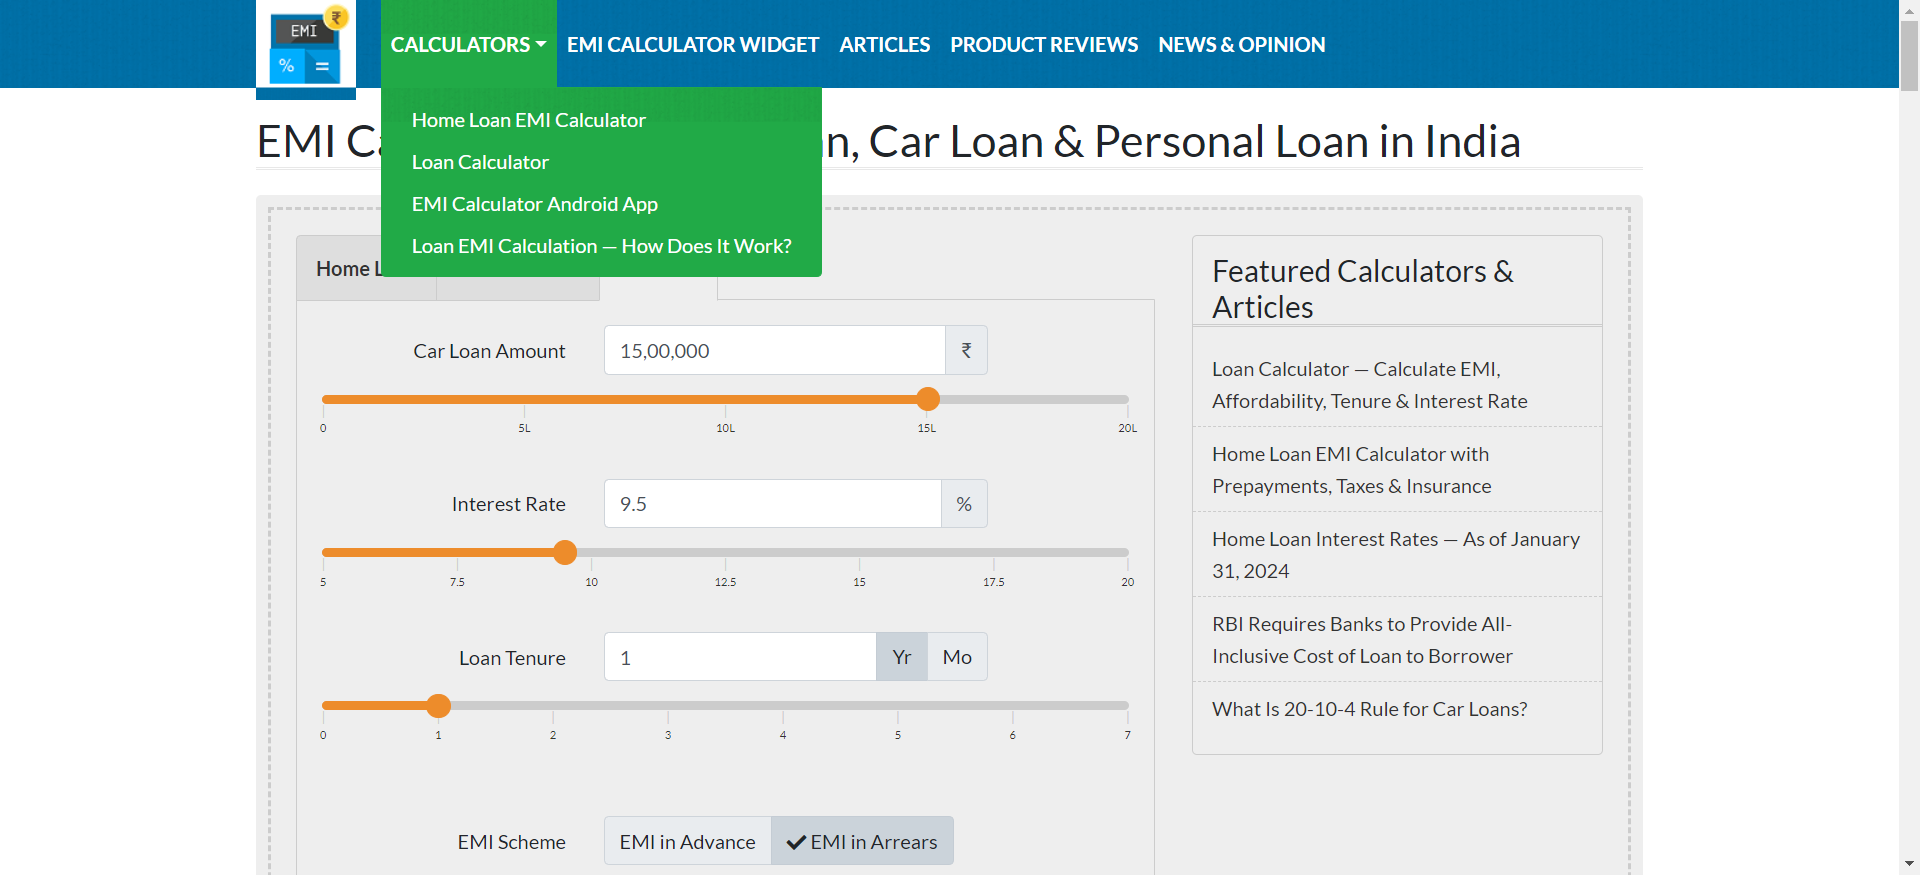 EMI
₹
%
=
CALCULATORS
EMI CALCULATOR WIDGET
ARTICLES
PRODUCT REVIEWS
NEWS & OPINION
Home Loan EMI Calculator
Loan Calculator
EMI Calculator Android App
Loan EMI Calculation — How Does It Work?
EMI Ca n, Car Loan & Personal Loan in India
Home L
Car Loan Amount
15,00,000
₹
0 5L 10L 15L 20L
Interest Rate
9.5
%
5 7.5 10 12.5 15 17.5 20
Loan Tenure
1
Yr
Mo
0 1 2 3 4 5 6 7
EMI Scheme
EMI in Advance
EMI in Arrears
Featured Calculators &
Articles
Loan Calculator — Calculate EMI,
Affordability, Tenure & Interest Rate
Home Loan EMI Calculator with
Prepayments, Taxes & Insurance
Home Loan Interest Rates — As of January
31, 2024
RBI Requires Banks to Provide All-
Inclusive Cost of Loan to Borrower
What Is 20-10-4 Rule for Car Loans?